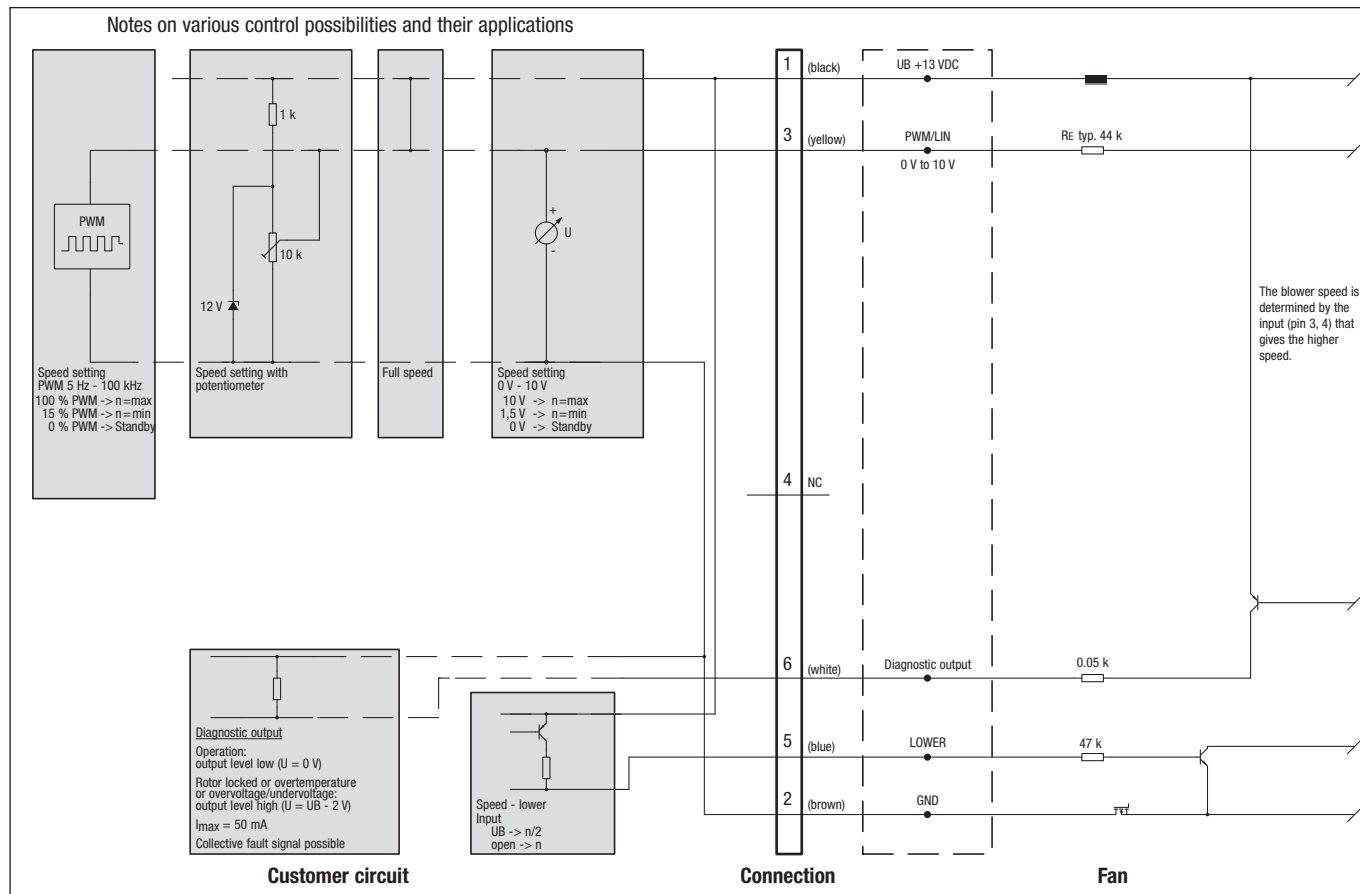 Notes on various control possibilities and their applications
1 (black) UB +13 VDC
1 k
3 (yellow) PWM/LIN RE typ. 44 k
0 V to 10 V
PWM
+
U
-
10 k
12 V
The blower speed is
determined by the
input (pin 3, 4) that
gives the higher
speed.
Speed setting
PWM 5 Hz - 100 kHz
100 % PWM -> n=max
15 % PWM -> n=min
0 % PWM -> Standby
Speed setting with
potentiometer
Full speed
Speed setting
0 V - 10 V
10 V -> n=max
1,5 V -> n=min
0 V -> Standby
4 NC
6 (white) Diagnostic output 0.05 k
Diagnostic output
Operation:
output level low (U = 0 V)
Rotor locked or overtemperature
or overvoltage/undervoltage:
output level high (U = UB - 2 V)
Imax = 50 mA
Collective fault signal possible
5 (blue) LOWER 47 k
Speed - lower
Input
UB -> n/2
open -> n
2 (brown) GND
Customer circuit Connection Fan